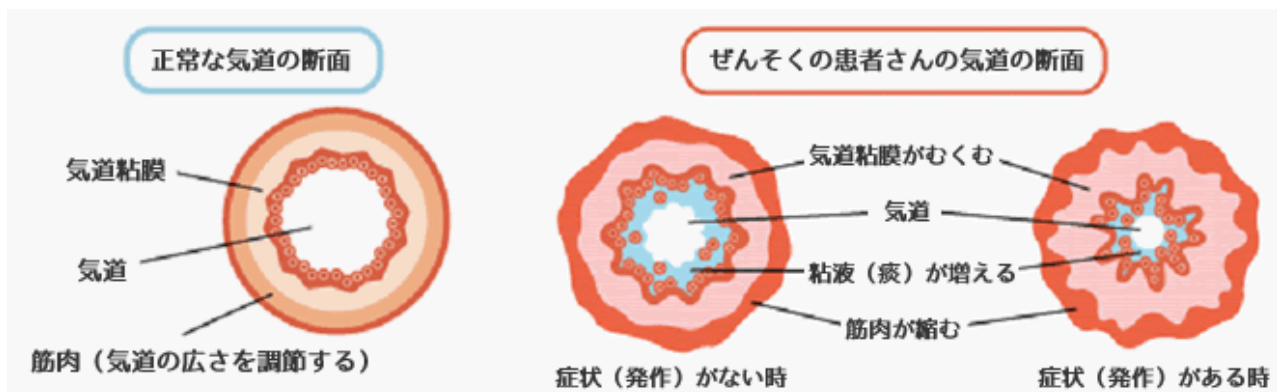 正常な気道の断面
気道粘膜
気道
筋肉（気道の広さを調節する）
ぜんそくの患者さんの気道の断面
気道粘膜がむくむ
気道
粘液（痰）が増える
筋肉が縮む
症状（発作）がない時
症状（発作）がある時